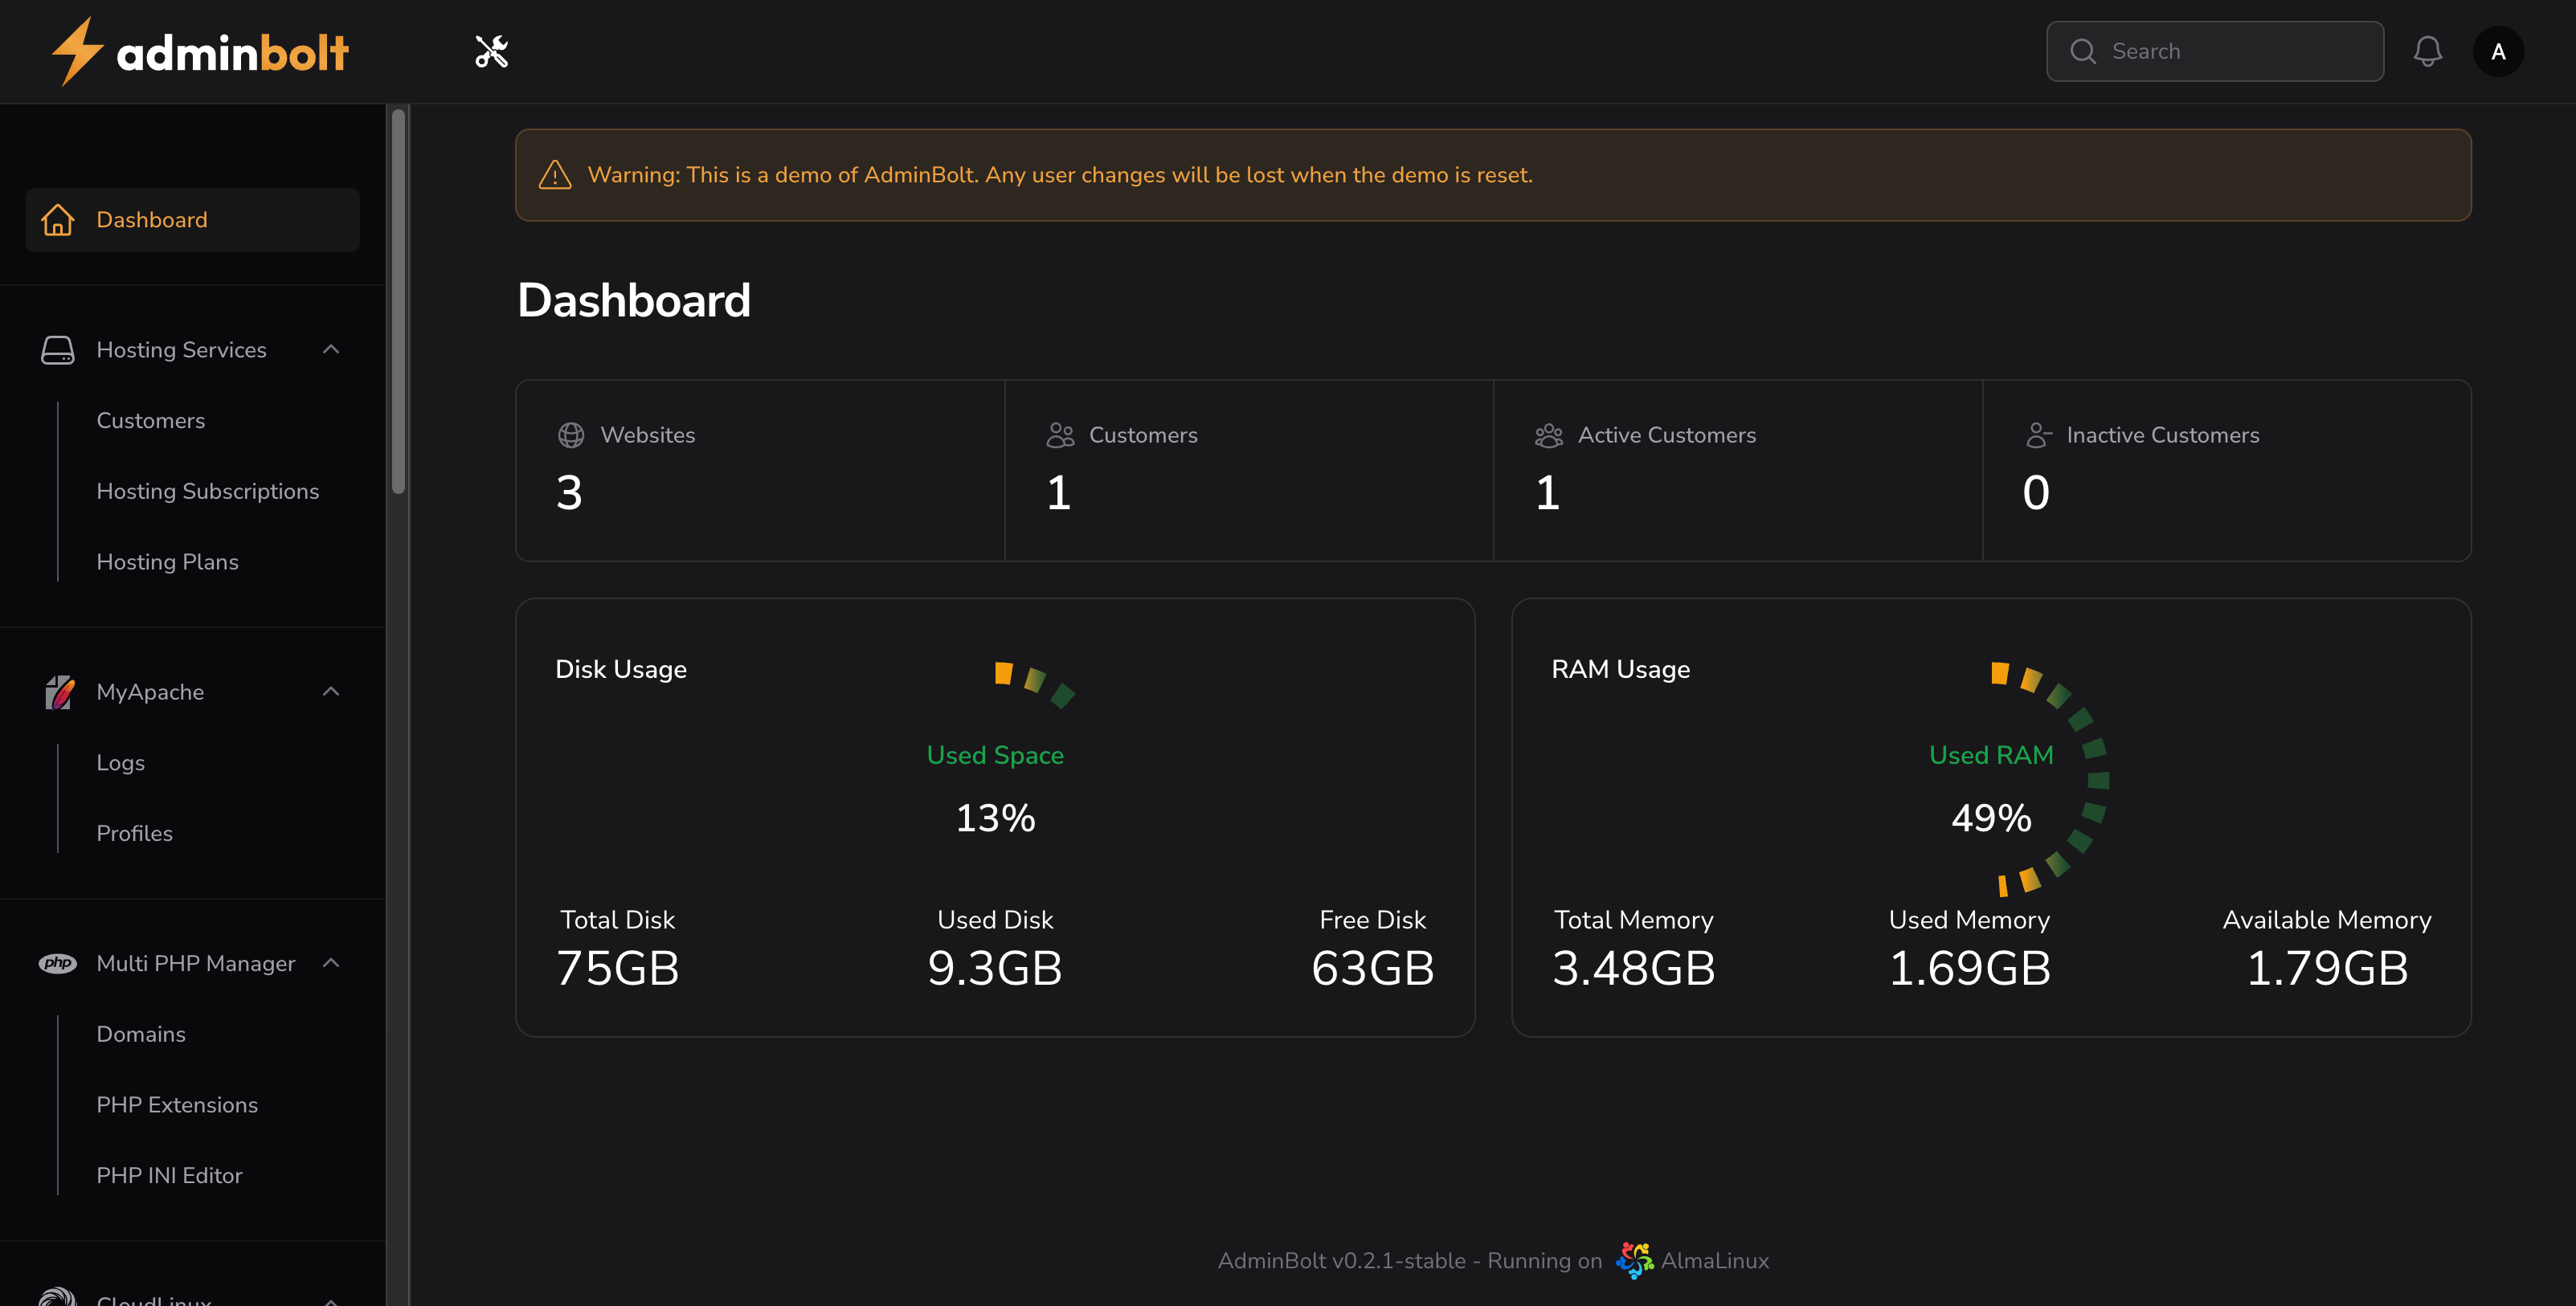 adminbolt
Search
A
Dashboard
Hosting Services
Customers
Hosting Subscriptions
Hosting Plans
MyApache
Logs
Profiles
php
Multi PHP Manager
Domains
PHP Extensions
PHP INI Editor
CloudLinux
Warning: This is a demo of AdminBolt. Any user changes will be lost when the demo is reset.
Dashboard
Websites
3
Customers
1
Active Customers
1
Inactive Customers
0
Disk Usage
Used Space
13%
Total Disk
75GB
Used Disk
9.3GB
Free Disk
63GB
RAM Usage
Used RAM
49%
Total Memory
3.48GB
Used Memory
1.69GB
Available Memory
1.79GB
AdminBolt v0.2.1-stable - Running on AlmaLinux